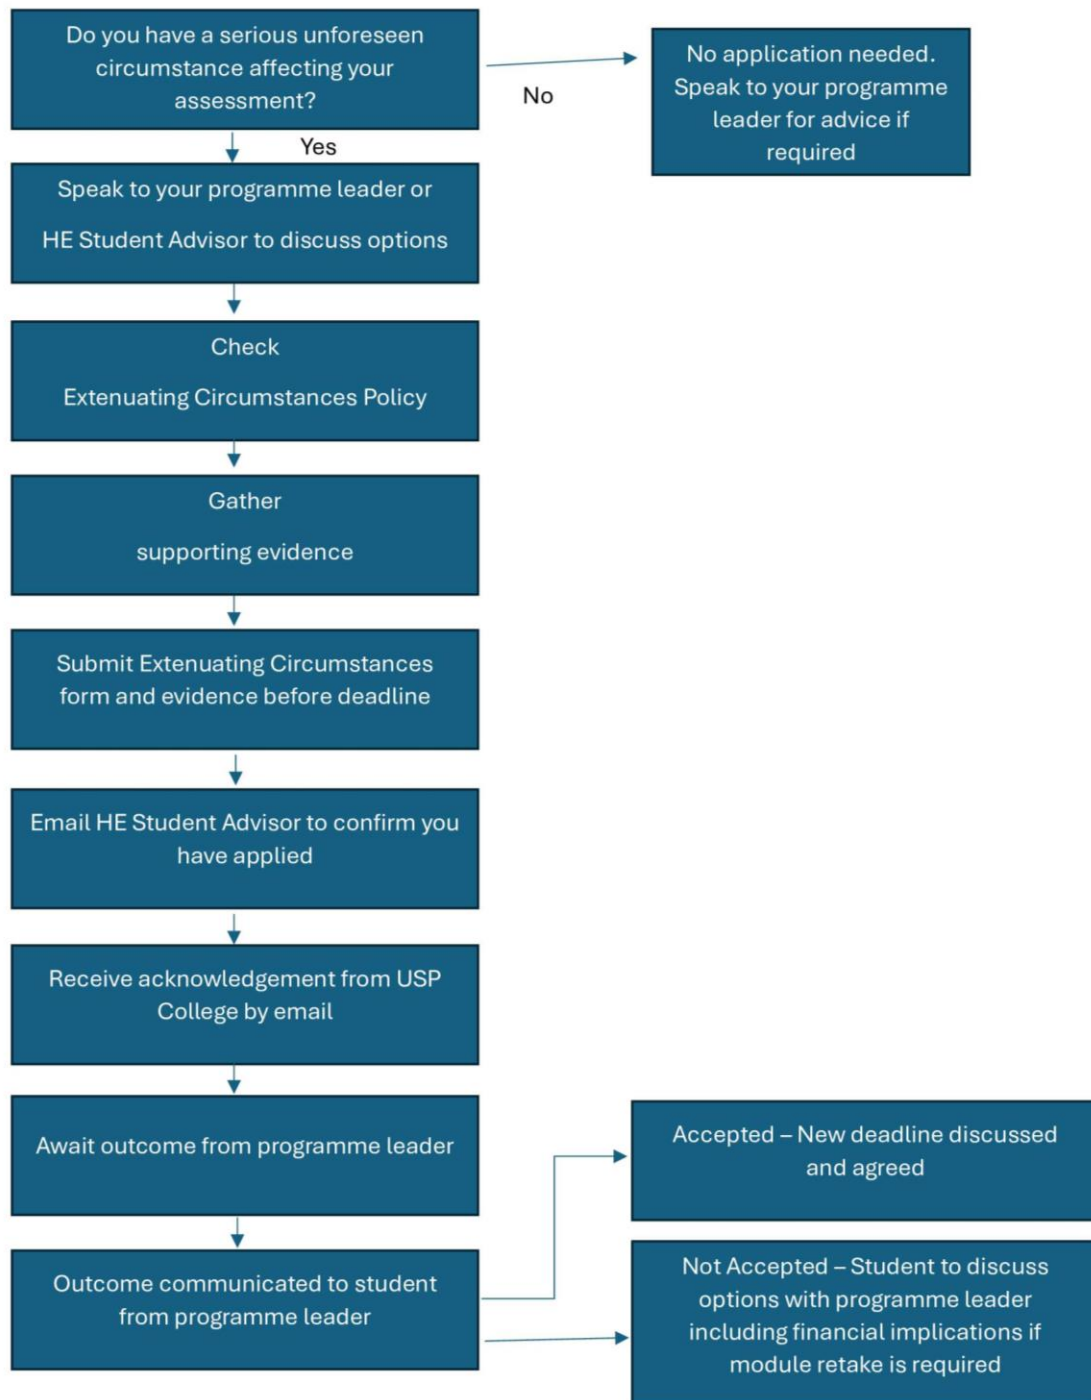 Do you have a serious unforeseen
circumstance affecting your
assessment?
No application needed.
Speak to your programme
leader for advice if
required
No
Yes
Speak to your programme leader or
HE Student Advisor to discuss options
Check
Extenuating Circumstances Policy
Gather
supporting evidence
Submit Extenuating Circumstances
form and evidence before deadline
Email HE Student Advisor to confirm you
have applied
Receive acknowledgement from USP
College by email
Await outcome from programme leader
Outcome communicated to student
from programme leader
Accepted – New deadline discussed
and agreed
Not Accepted – Student to discuss
options with programme leader
including financial implications if
module retake is required